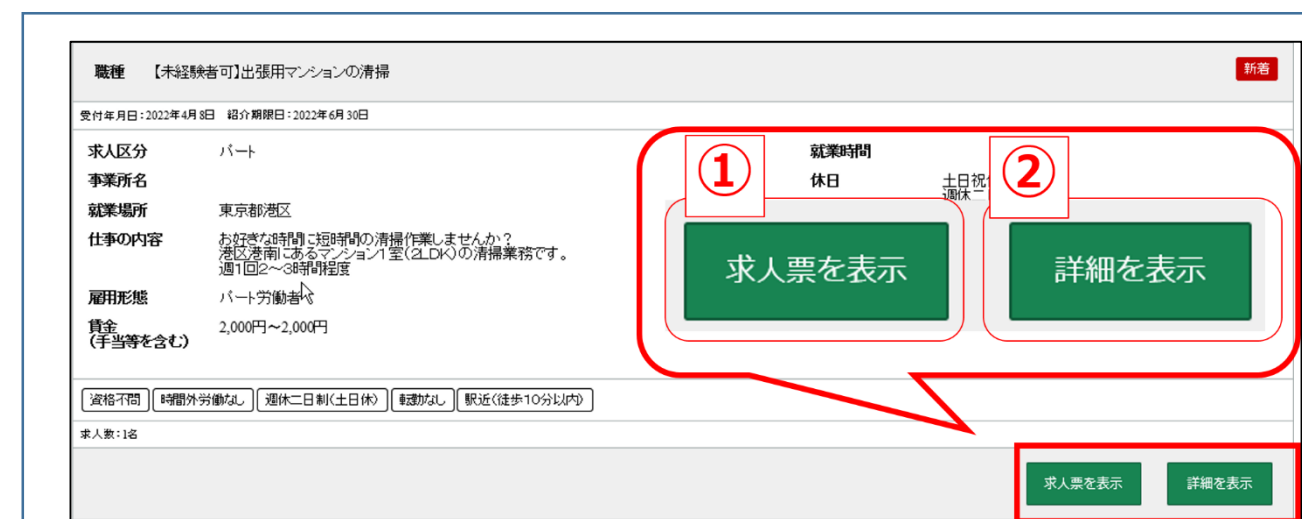 職種 【未経験者可】出張用マンションの清掃 新着
受付年月日:2022年4月8日 紹介期限日:2022年6月30日
求人区分 パート
事業所名
就業場所 東京都港区
仕事の内容 お好きな時間に短時間の清掃作業しませんか?
港区港南にあるマンション1室(2LDK)の清掃業務です。
週1回2~3時間程度
雇用形態 パート労働者
賃金 2,000円~2,000円
(手当等を含む)
就業時間
休日 土日祝
週休二
①
②
求人票を表示 詳細を表示
資格不問 時間外労働なし 週休二日制(土日休) 転勤なし 駅近(徒歩10分以内)
求人数:1名
求人票を表示 詳細を表示